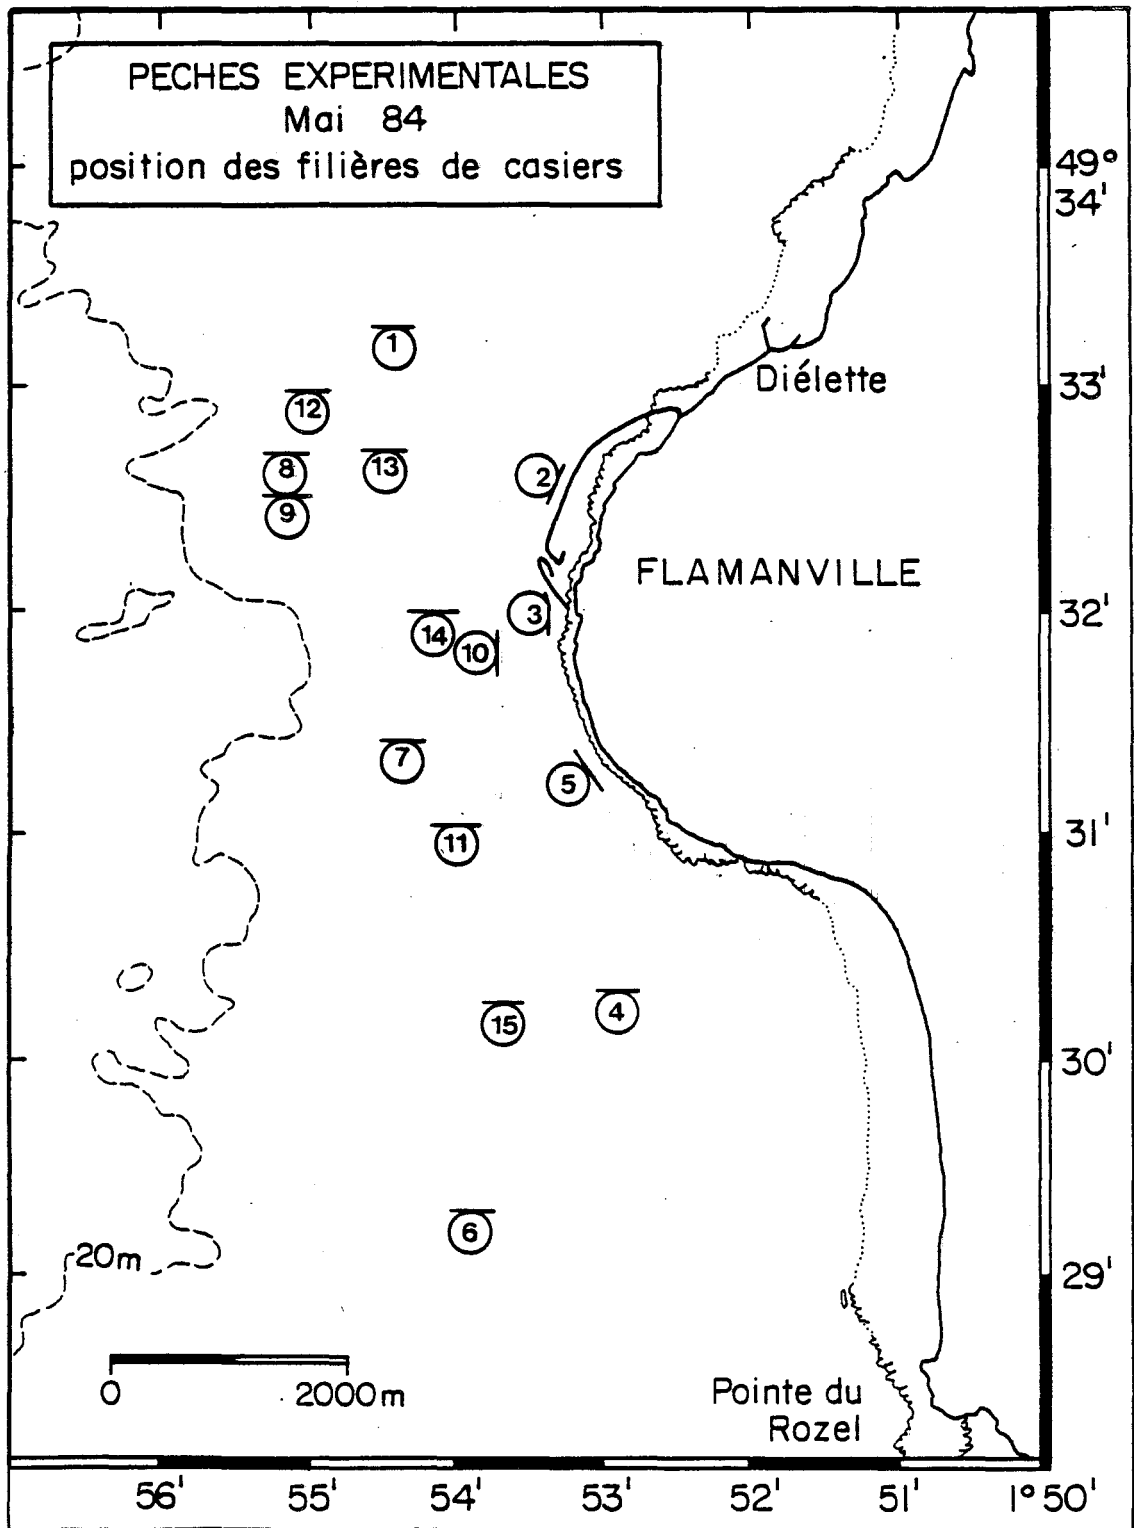 PECHES EXPERIMENTALES
Mai 84
position des filières de casiers
49°
34'
1
Diélette
33'
12
8
13
2
9
FLAMANVILLE
32'
3
14
10
7
5
31'
11
15
4
30'
6
20m
29'
0 2000m
Pointe du
Rozel
56' 55' 54' 53' 52' 51' 1°50'